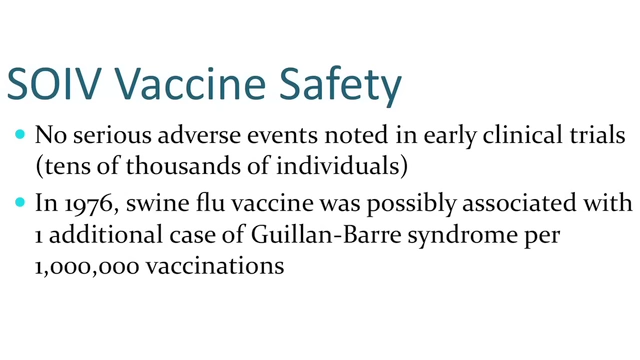 SOIV Vaccine Safety
• No serious adverse events noted in early clinical trials
(tens of thousands of individuals)
• In 1976, swine flu vaccine was possibly associated with
1 additional case of Guillan-Barre syndrome per
1,000,000 vaccinations